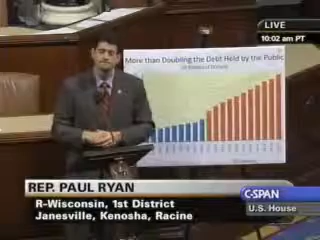 LIVE
10:02 am PT
More than Doubling the Debt Held by the Public
REP. PAUL RYAN
R-Wisconsin, 1st District
Janesville, Kenosha, Racine
C-SPAN
U.S. House